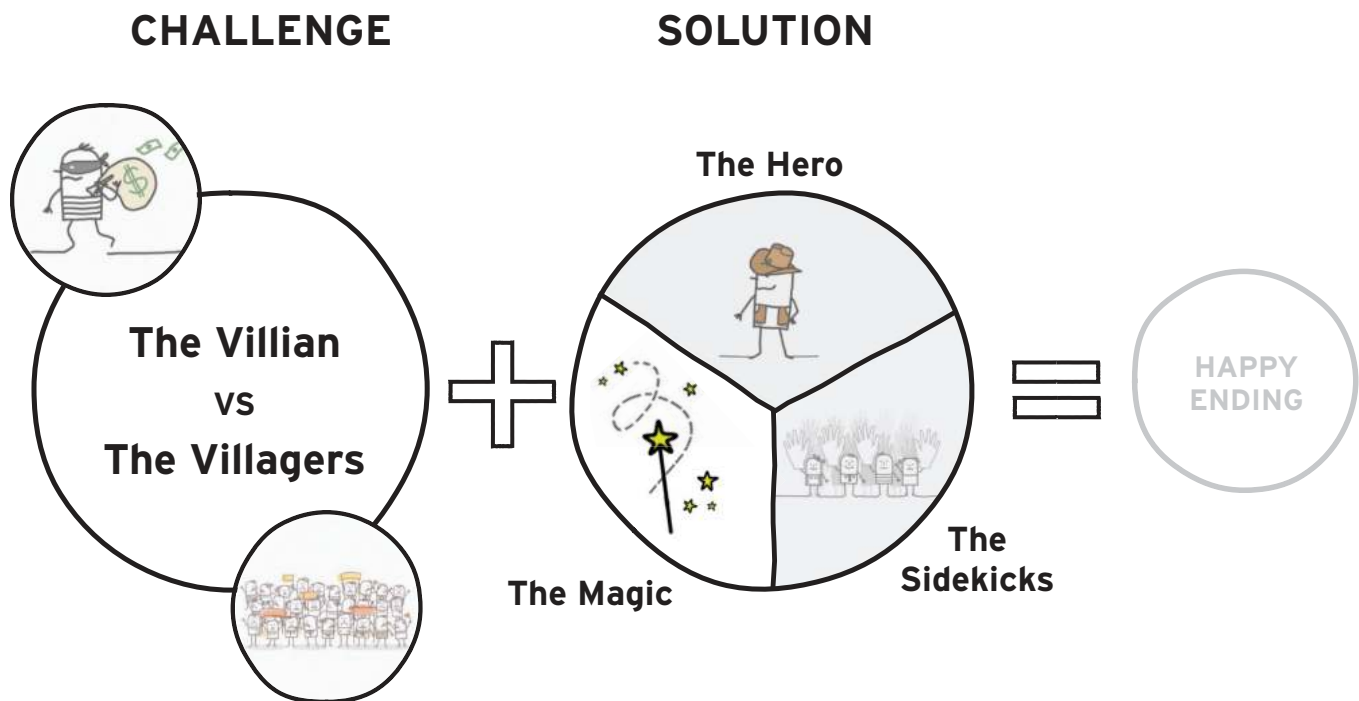 CHALLENGE
SOLUTION
$
The Villian
vs
The Villagers
The Hero
The Magic
The
Sidekicks
HAPPY
ENDING